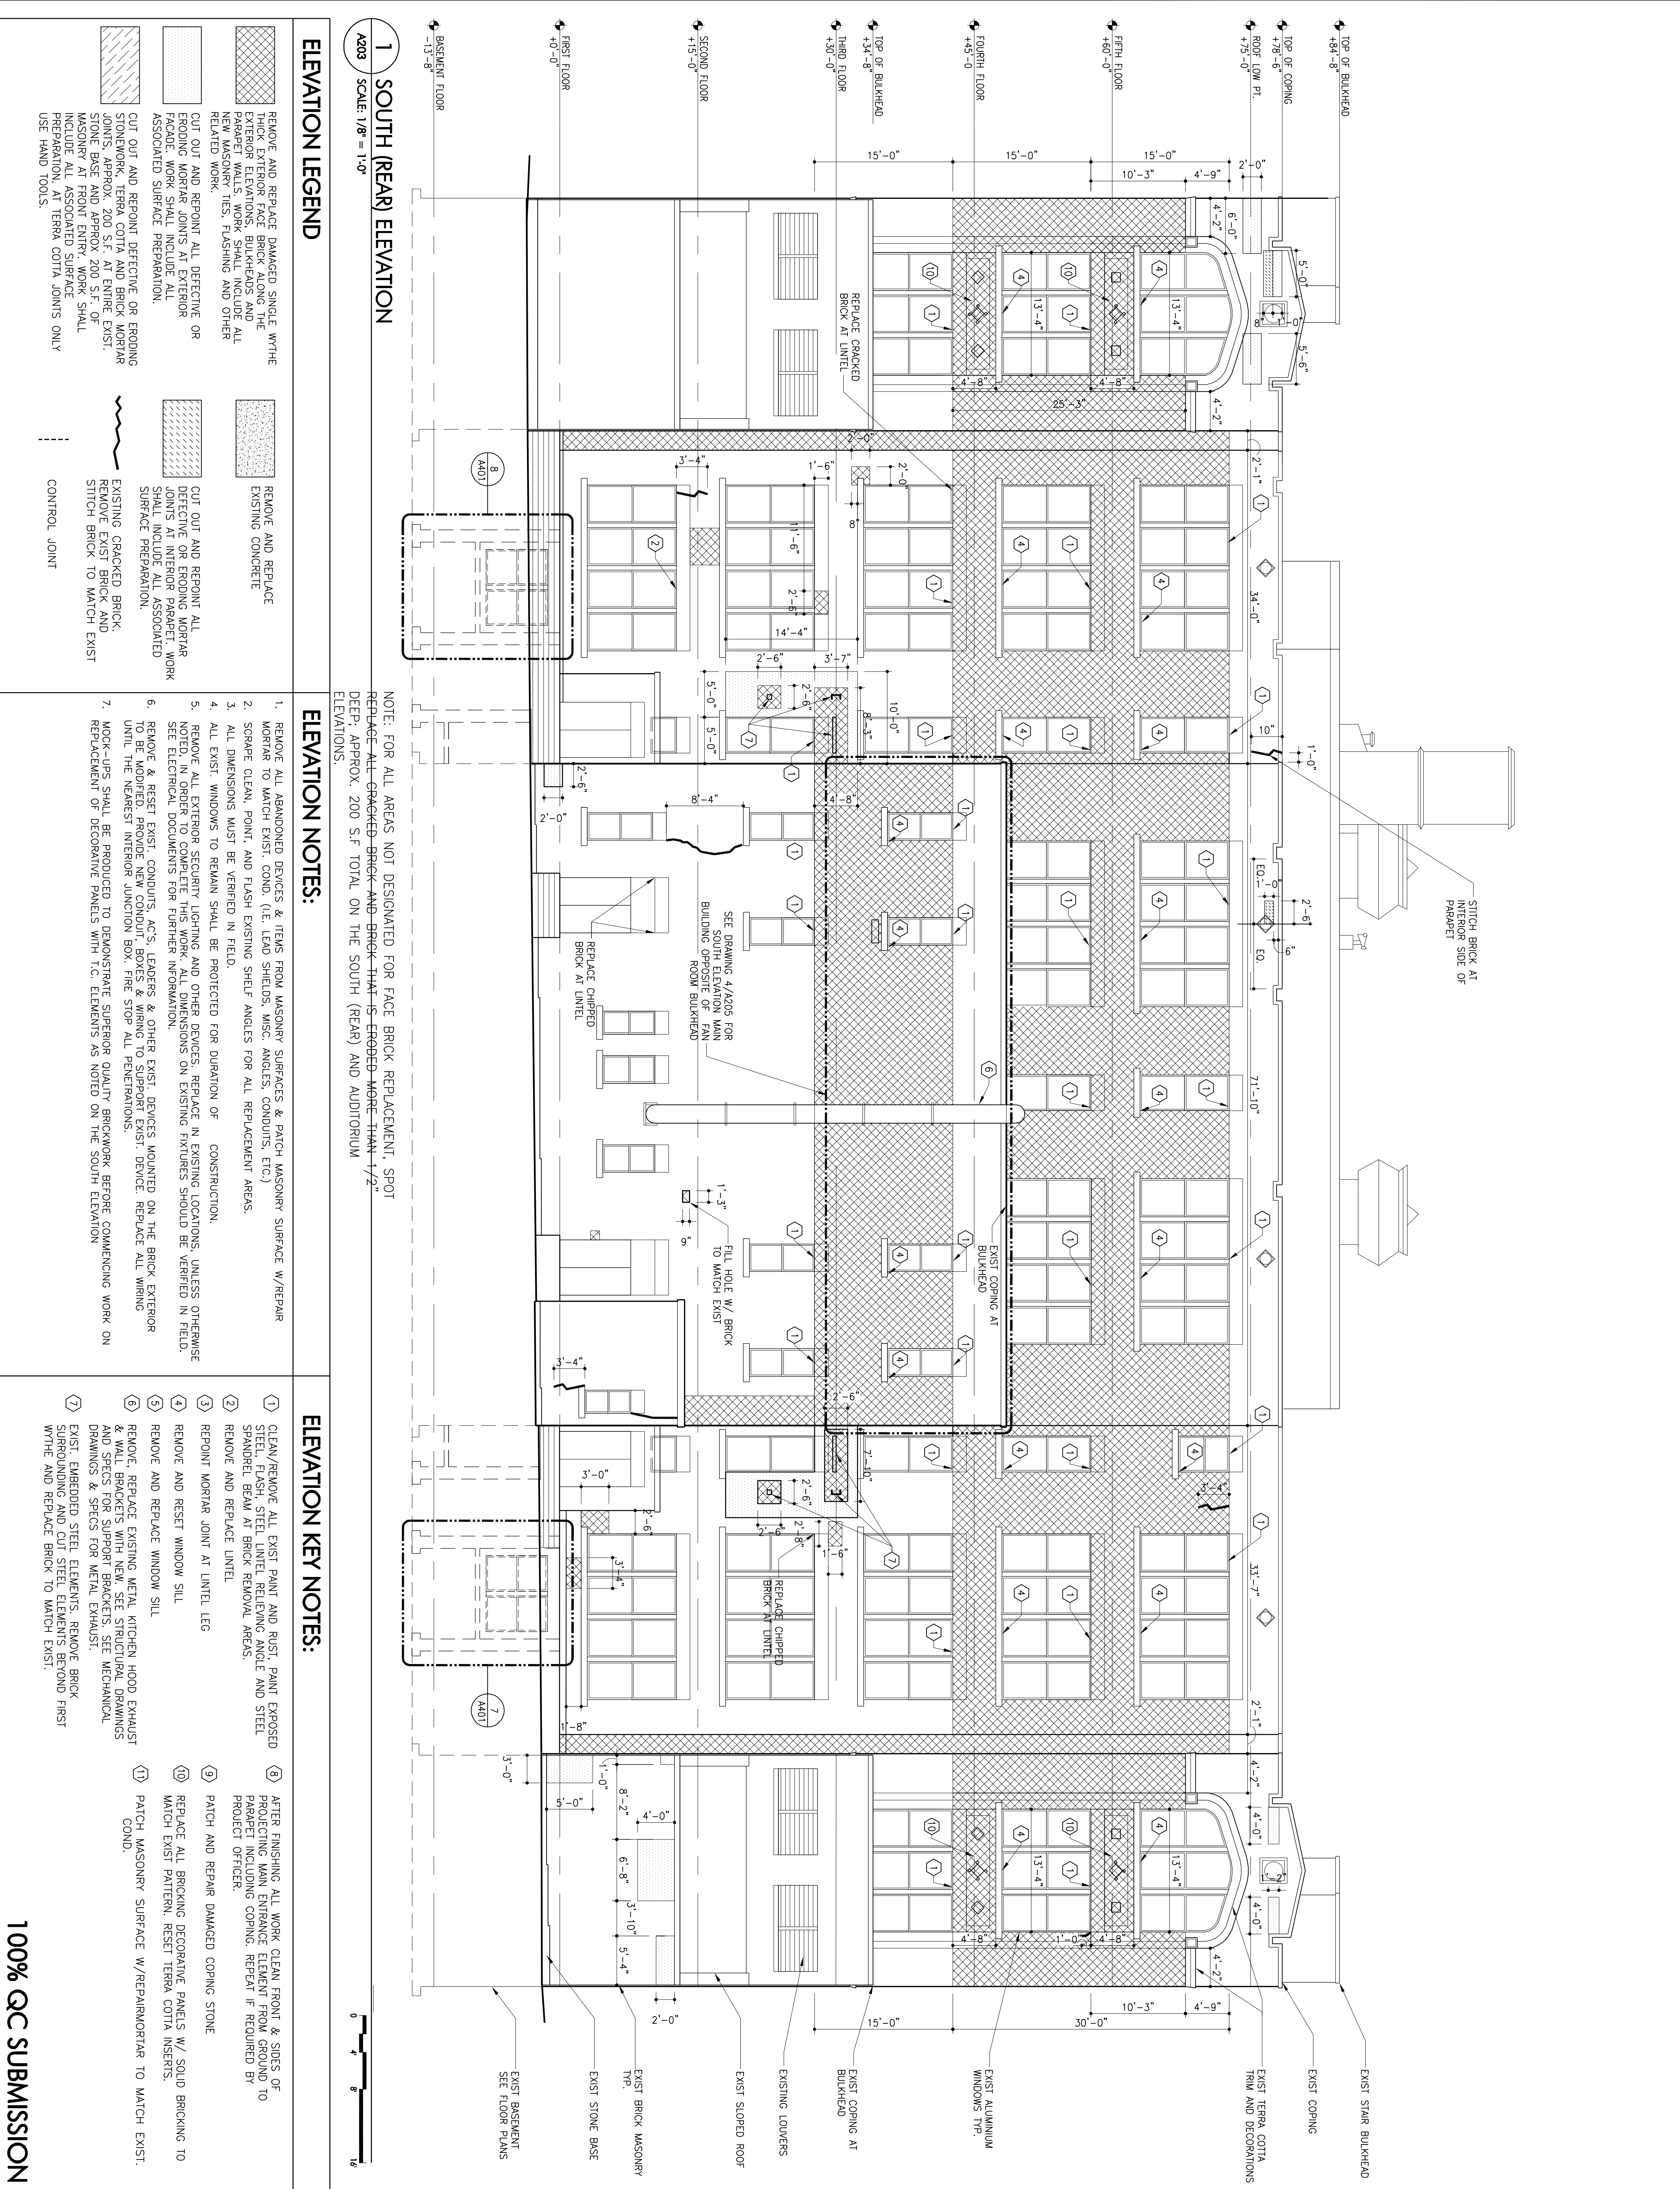 TOP OF BULKHEAD
+84'-8"
TOP OF COPING
+78'-6"
ROOF LOW PT.
+75'-0"
FIFTH FLOOR
+60'-0"
FOURTH FLOOR
+45'-0
TOP OF BULKHEAD
+34'-8"
THIRD FLOOR
+30'-0"
SECOND FLOOR
+15'-0"
FIRST FLOOR
+0'-0"
BASEMENT FLOOR
-13'-8"
STITCH BRICK AT
INTERIOR SIDE OF
PARAPET
EXIST STAIR BULKHEAD
EXIST COPING
EXIST TERRA COTTA
TRIM AND DECORATIONS
EXIST ALUMINIUM
WINDOWS TYP.
EXIST COPING AT
BULKHEAD
EXISTING LOUVERS
EXIST SLOPED ROOF
EXIST BRICK MASONRY
TYP.
EXIST STONE BASE
EXIST BASEMENT
SEE FLOOR PLANS
2'-1"
34'-0"
71'-10"
33'-7"
2'-1"
REPLACE CRACKED
BRICK AT LINTEL
EXIST COPING AT
BULKHEAD
SEE DRAWING 4/A205 FOR
SOUTH ELEVATION MAIN
BUILDING OPPOSITE OF FAN
ROOM BULKHEAD
FILL HOLE W/ BRICK
TO MATCH EXIST
REPLACE CHIPPED
BRICK AT LINTEL
REPLACE CHIPPED
BRICK AT LINTEL
8
A401
7
A401
1
A203
SOUTH (REAR) ELEVATION
SCALE: 1/8" = 1'-0"
NOTE: FOR ALL AREAS NOT DESIGNATED FOR FACE BRICK REPLACEMENT, SPOT
REPLACE ALL CRACKED BRICK AND BRICK THAT IS ERODED MORE THAN 1/2"
DEEP; APPROX. 200 S.F TOTAL ON THE SOUTH (REAR) AND AUDITORIUM
ELEVATIONS.
0 4' 8' 16'
ELEVATION LEGEND
REMOVE AND REPLACE DAMAGED SINGLE WYTHE
THICK EXTERIOR FACE BRICK ALONG THE
EXTERIOR ELEVATIONS, BULKHEADS AND
PARAPET WALLS. WORK SHALL INCLUDE ALL
NEW MASONRY TIES, FLASHING AND OTHER
RELATED WORK.
CUT OUT AND REPOINT ALL DEFECTIVE OR
ERODING MORTAR JOINTS AT EXTERIOR
FACADE. WORK SHALL INCLUDE ALL
ASSOCIATED SURFACE PREPARATION.
CUT OUT AND REPOINT DEFECTIVE OR ERODING
STONEWORK, TERRA COTTA AND BRICK MORTAR
JOINTS, APPROX. 200 S.F. AT ENTIRE EXIST.
STONE BASE AND APPROX 200 S.F. OF
MASONRY AT FRONT ENTRY. WORK SHALL
INCLUDE ALL ASSOCIATED SURFACE
PREPARATION. AT TERRA COTTA JOINTS ONLY
USE HAND TOOLS.
REMOVE AND REPLACE
EXISTING CONCRETE
CUT OUT AND REPOINT ALL
DEFECTIVE OR ERODING MORTAR
JOINTS AT INTERIOR PARAPET. WORK
SHALL INCLUDE ALL ASSOCIATED
SURFACE PREPARATION.
EXISTING CRACKED BRICK.
REMOVE EXIST BRICK AND
STITCH BRICK TO MATCH EXIST
CONTROL JOINT
ELEVATION NOTES:
1. REMOVE ALL ABANDONED DEVICES & ITEMS FROM MASONRY SURFACES & PATCH MASONRY SURFACE W/REPAIR
MORTAR TO MATCH EXIST. COND. (I.E. LEAD SHIELDS, MISC. ANGLES, CONDUITS, ETC.)
2. SCRAPE CLEAN, POINT, AND FLASH EXISTING SHELF ANGLES FOR ALL REPLACEMENT AREAS.
3. ALL DIMENSIONS MUST BE VERIFIED IN FIELD.
4. ALL EXIST. WINDOWS TO REMAIN SHALL BE PROTECTED FOR DURATION OF CONSTRUCTION.
5. REMOVE ALL EXTERIOR SECURITY LIGHTING AND OTHER DEVICES. REPLACE IN EXISTING LOCATIONS, UNLESS OTHERWISE
NOTED, IN ORDER TO COMPLETE THIS WORK. ALL DIMENSIONS ON EXISTING FIXTURES SHOULD BE VERIFIED IN FIELD.
SEE ELECTRICAL DOCUMENTS FOR FURTHER INFORMATION.
6. REMOVE & RESET EXIST. CONDUITS, AC'S, LEADERS & OTHER EXIST DEVICES MOUNTED ON THE BRICK EXTERIOR
TO BE MODIFIED. PROVIDE NEW CONDUIT, BOXES & WIRING TO SUPPORT EXIST. DEVICE. REPLACE ALL WIRING
UNTIL THE NEAREST INTERIOR JUNCTION BOX. FIRE STOP ALL PENETRATIONS.
7. MOCK-UPS SHALL BE PRODUCED TO DEMONSTRATE SUPERIOR QUALITY BRICKWORK BEFORE COMMENCING WORK ON
REPLACEMENT OF DECORATIVE PANELS WITH T.C. ELEMENTS AS NOTED ON THE SOUTH ELEVATION
ELEVATION KEY NOTES:
1 CLEAN/REMOVE ALL EXIST PAINT AND RUST, PAINT EXPOSED
STEEL, FLASH, STEEL LINTEL RELIEVING ANGLE AND STEEL
SPANDREL BEAM AT BRICK REMOVAL AREAS.
2 REMOVE AND REPLACE LINTEL
3 REPOINT MORTAR JOINT AT LINTEL LEG
4 REMOVE AND RESET WINDOW SILL
5 REMOVE AND REPLACE WINDOW SILL
6 REMOVE, REPLACE EXISTING METAL KITCHEN HOOD EXHAUST
& WALL BRACKETS WITH NEW. SEE STRUCTURAL DRAWINGS
AND SPECS FOR SUPPORT BRACKETS. SEE MECHANICAL
DRAWINGS & SPECS FOR METAL EXHAUST.
7 EXIST. EMBEDDED STEEL ELEMENTS. REMOVE BRICK
SURROUNDING AND CUT STEEL ELEMENTS BEYOND FIRST
WYTHE AND REPLACE BRICK TO MATCH EXIST.
8 AFTER FINISHING ALL WORK CLEAN FRONT & SIDES OF
PROJECTING MAIN ENTRANCE ELEMENT FROM GROUND TO
PARAPET INCLUDING COPING. REPEAT IF REQUIRED BY
PROJECT OFFICER.
9 PATCH AND REPAIR DAMAGED COPING STONE
10 REPLACE ALL BRICKING DECORATIVE PANELS W/ SOLID BRICKING TO
MATCH EXIST PATTERN. RESET TERRA COTTA INSERTS.
11 PATCH MASONRY SURFACE W/REPAIRMORTAR TO MATCH EXIST.
COND.
100% QC SUBMISSION